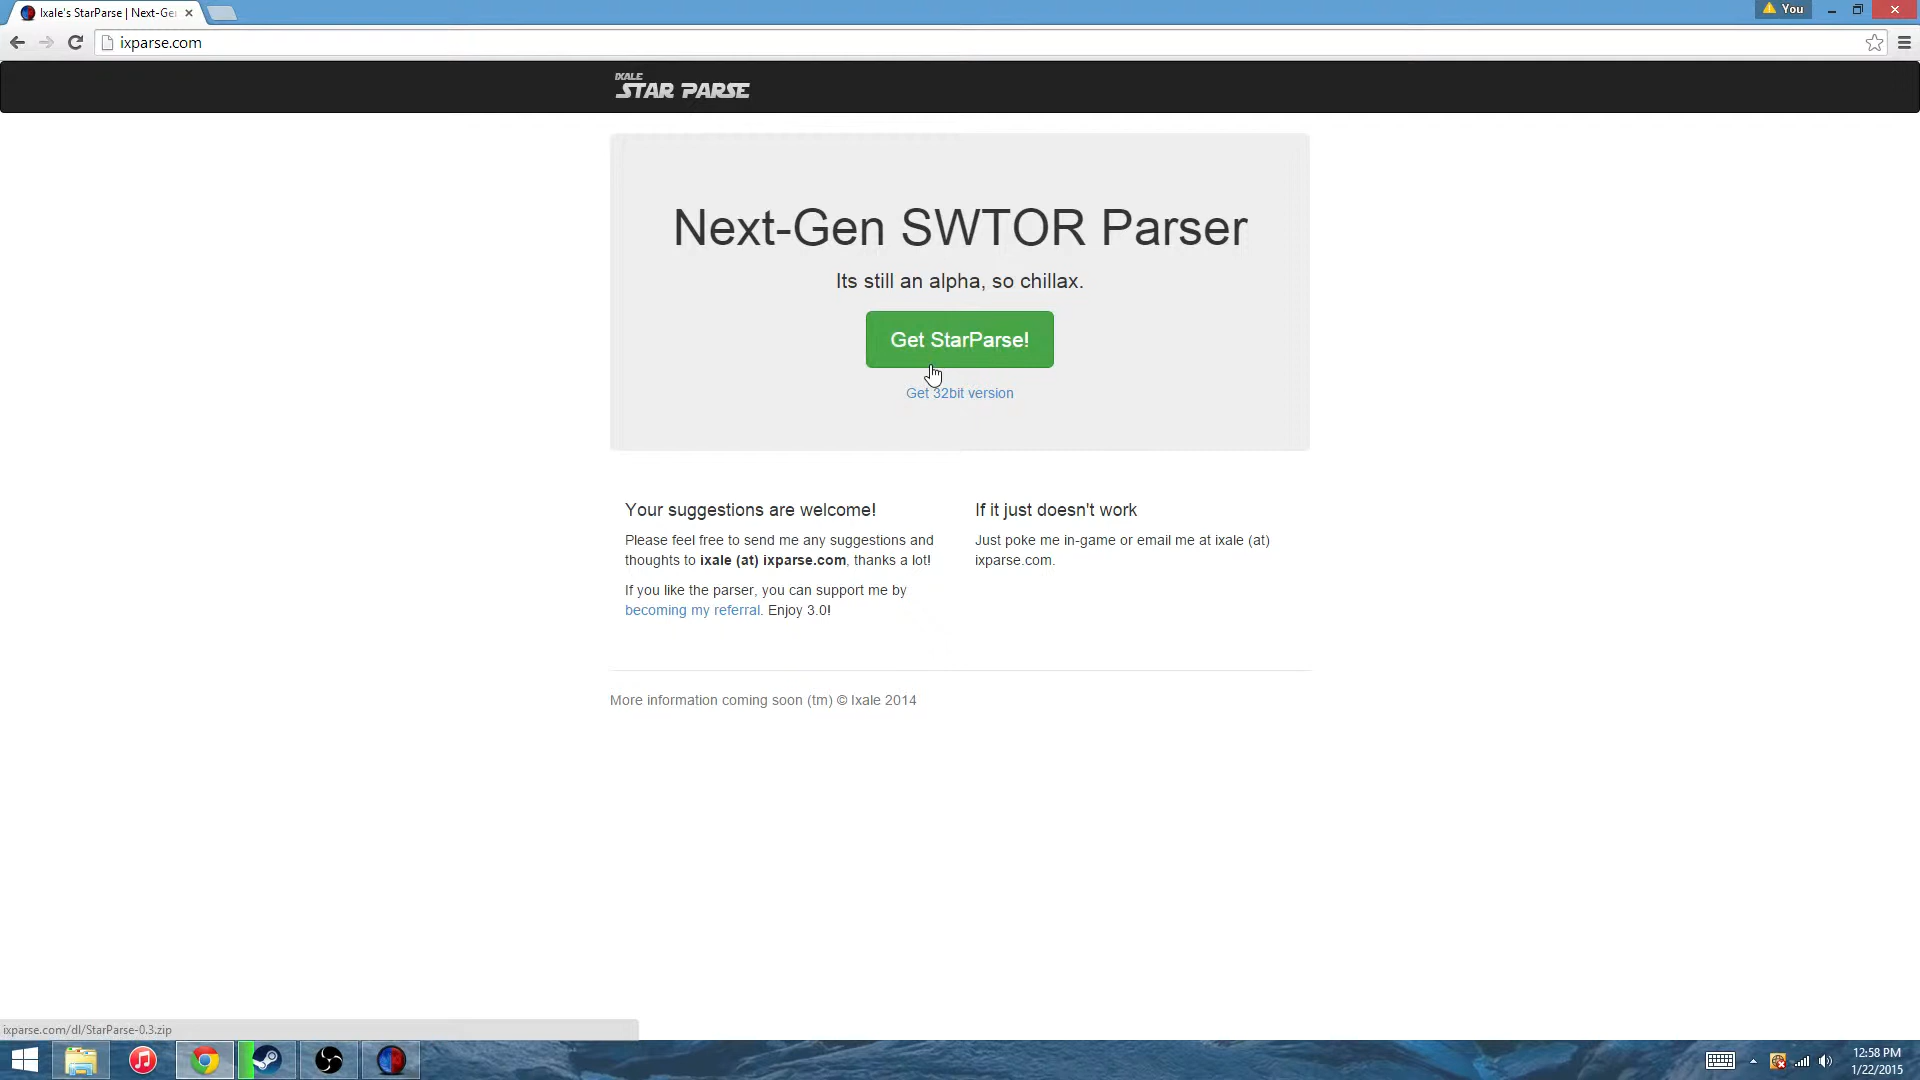 Ixale's StarParse | Next-Ge
You
ixparse.com
IXALE
STAR PARSE
Next-Gen SWTOR Parser
Its still an alpha, so chillax.
Get StarParse!
Get 32bit version
Your suggestions are welcome!
Please feel free to send me any suggestions and
thoughts to ixale (at) ixparse.com, thanks a lot!
If you like the parser, you can support me by
becoming my referral. Enjoy 3.0!
If it just doesn't work
Just poke me in-game or email me at ixale (at)
ixparse.com.
More information coming soon (tm) © Ixale 2014
ixparse.com/dl/StarParse-0.3.zip
12:58 PM
1/22/2015